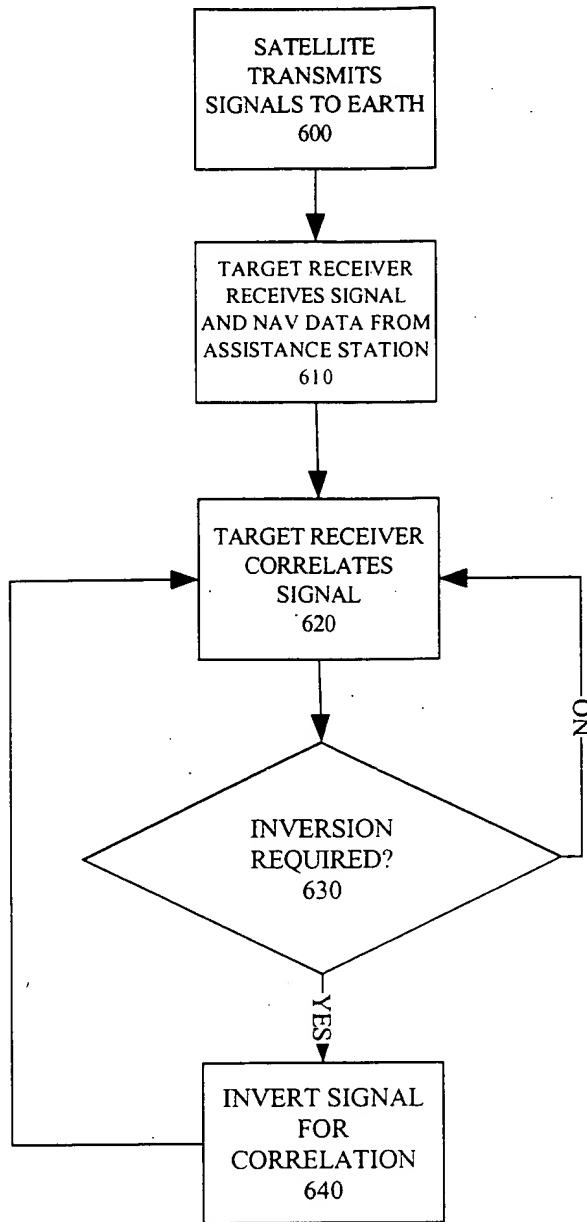 SATELLITE
TRANSMITS
SIGNALS TO EARTH
600
TARGET RECEIVER
RECEIVES SIGNAL
AND NAV DATA FROM
ASSISTANCE STATION
610
TARGET RECEIVER
CORRELATES
SIGNAL
620
NO
INVERSION
REQUIRED?
630
YES
INVERT SIGNAL
FOR
CORRELATION
640